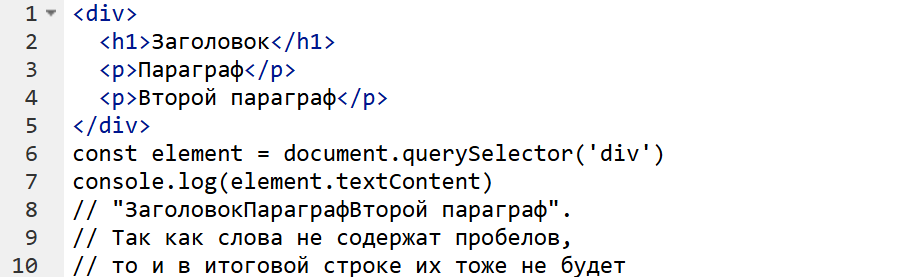 1 <div>
2   <h1>Заголовок</h1>
3   <p>Параграф</p>
4   <p>Второй параграф</p>
5 </div>
6 const element = document.querySelector('div')
7 console.log(element.textContent)
8 // "ЗаголовокПараграфВторой параграф".
9 // Так как слова не содержат пробелов,
10 // то и в итоговой строке их тоже не будет